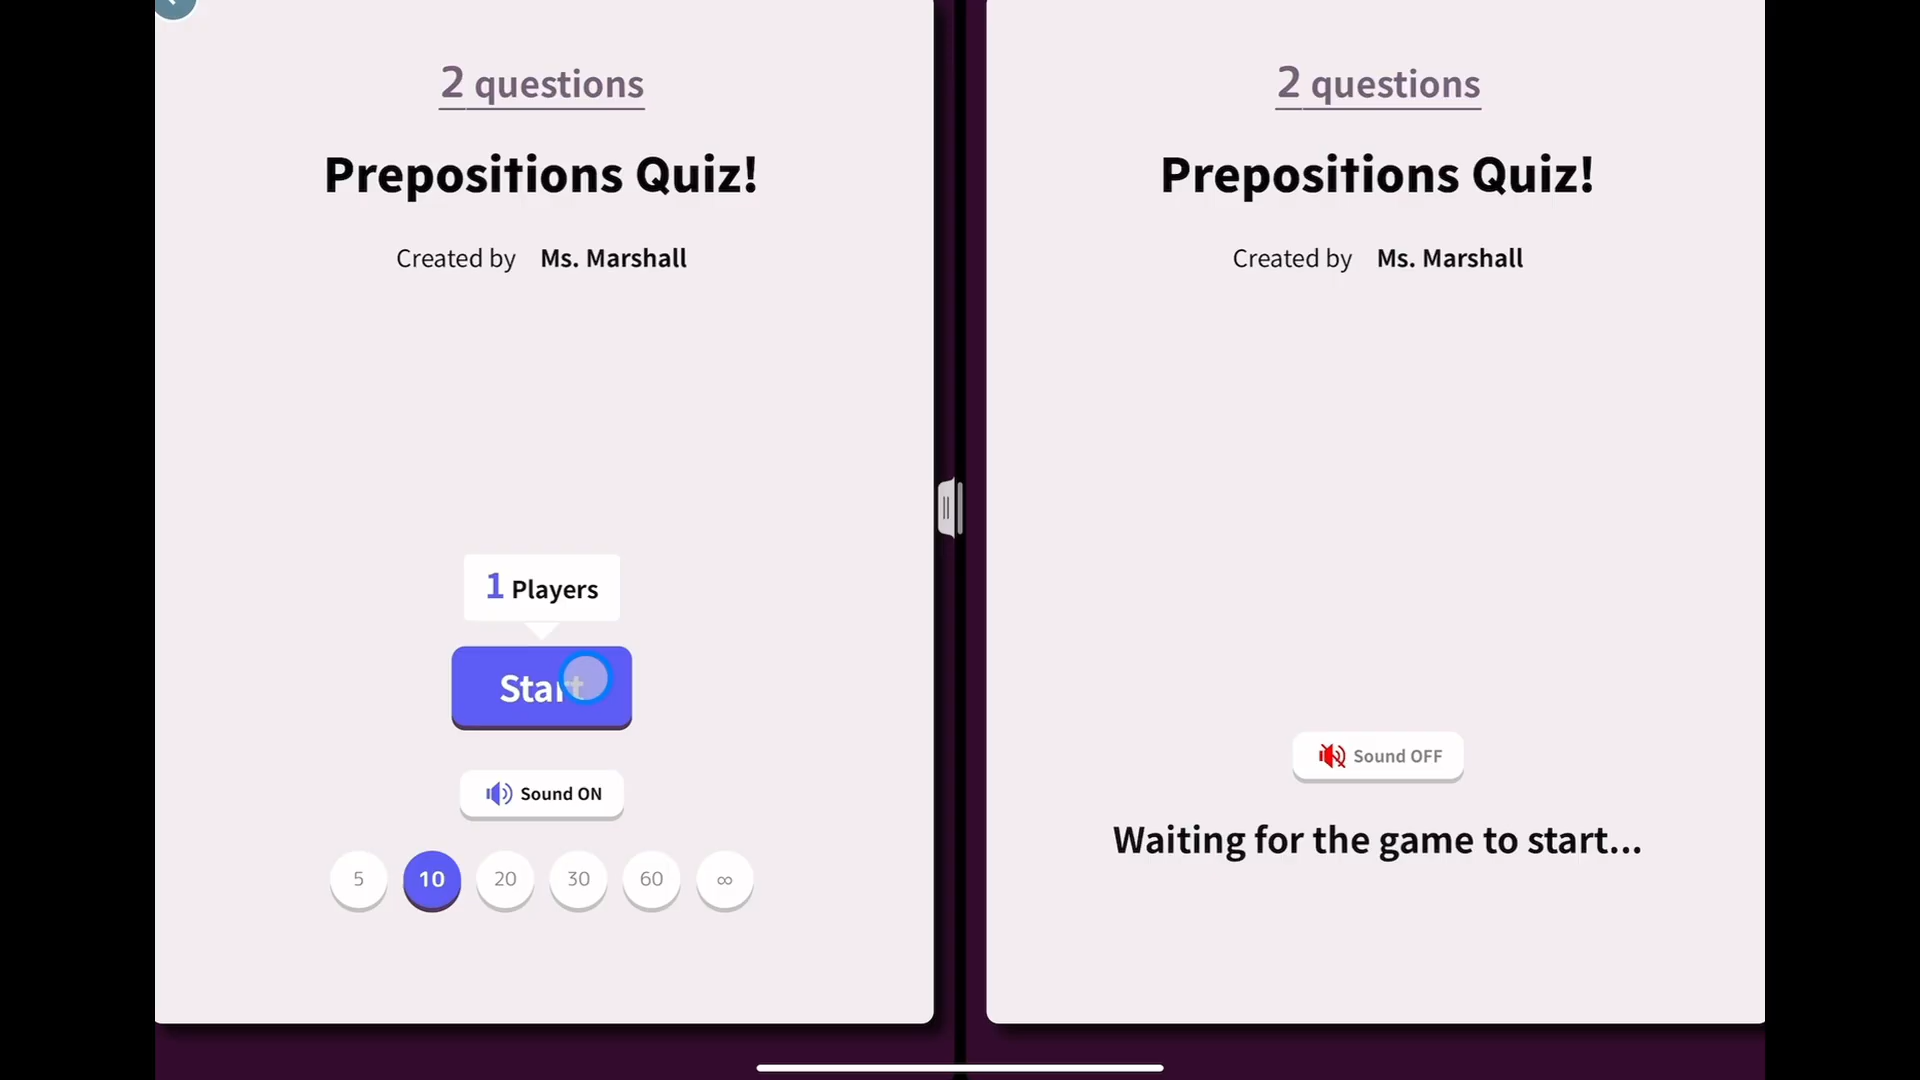 2 questions
Prepositions Quiz!
Created by Ms. Marshall
1 Players
Start
Sound ON
5 10 20 30 60 ∞
2 questions
Prepositions Quiz!
Created by Ms. Marshall
Sound OFF
Waiting for the game to start...